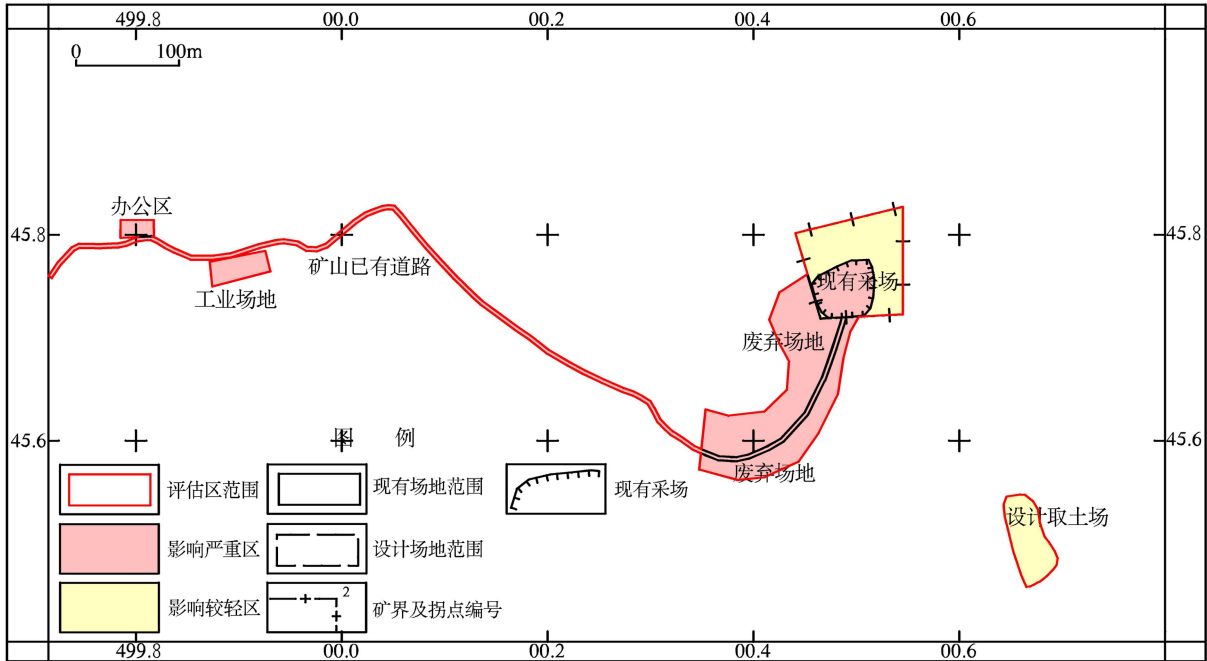 499.8 00.0 00.2 00.4 00.6
0 100m
办公区
45.8 45.8
矿山已有道路
现有采场
工业场地
废弃场地
45.6 45.6
图 例
废弃场地
评估区范围 现有场地范围 现有采场
设计取土场
影响严重区 设计场地范围
2
影响较轻区 矿界及拐点编号
499.8 00.0 00.2 00.4 00.6